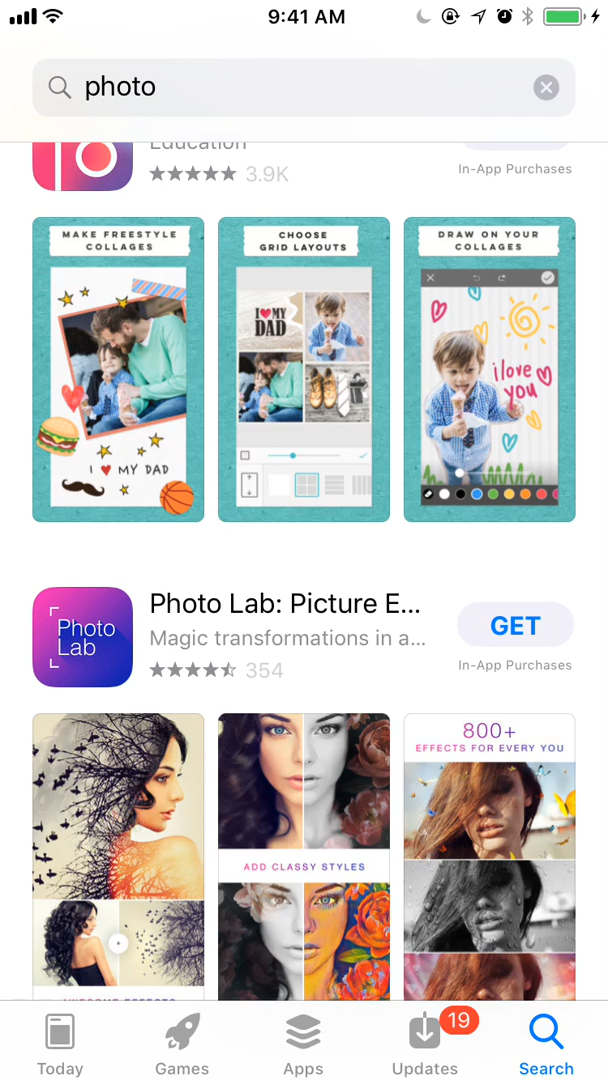 9:41 AM
photo
Education
3.9K
In-App Purchases
MAKE FREESTYLE
COLLAGES
I ♥ MY DAD
CHOOSE
GRID LAYOUTS
I♥MY
DAD
DRAW ON YOUR
COLLAGES
i love
you
Photo
Lab
Photo Lab: Picture E...
Magic transformations in a...
354
GET
In-App Purchases
ADD CLASSY STYLES
800+
EFFECTS FOR EVERY YOU
AWESOME EFFECTS
Today
Games
Apps
19
Updates
Search